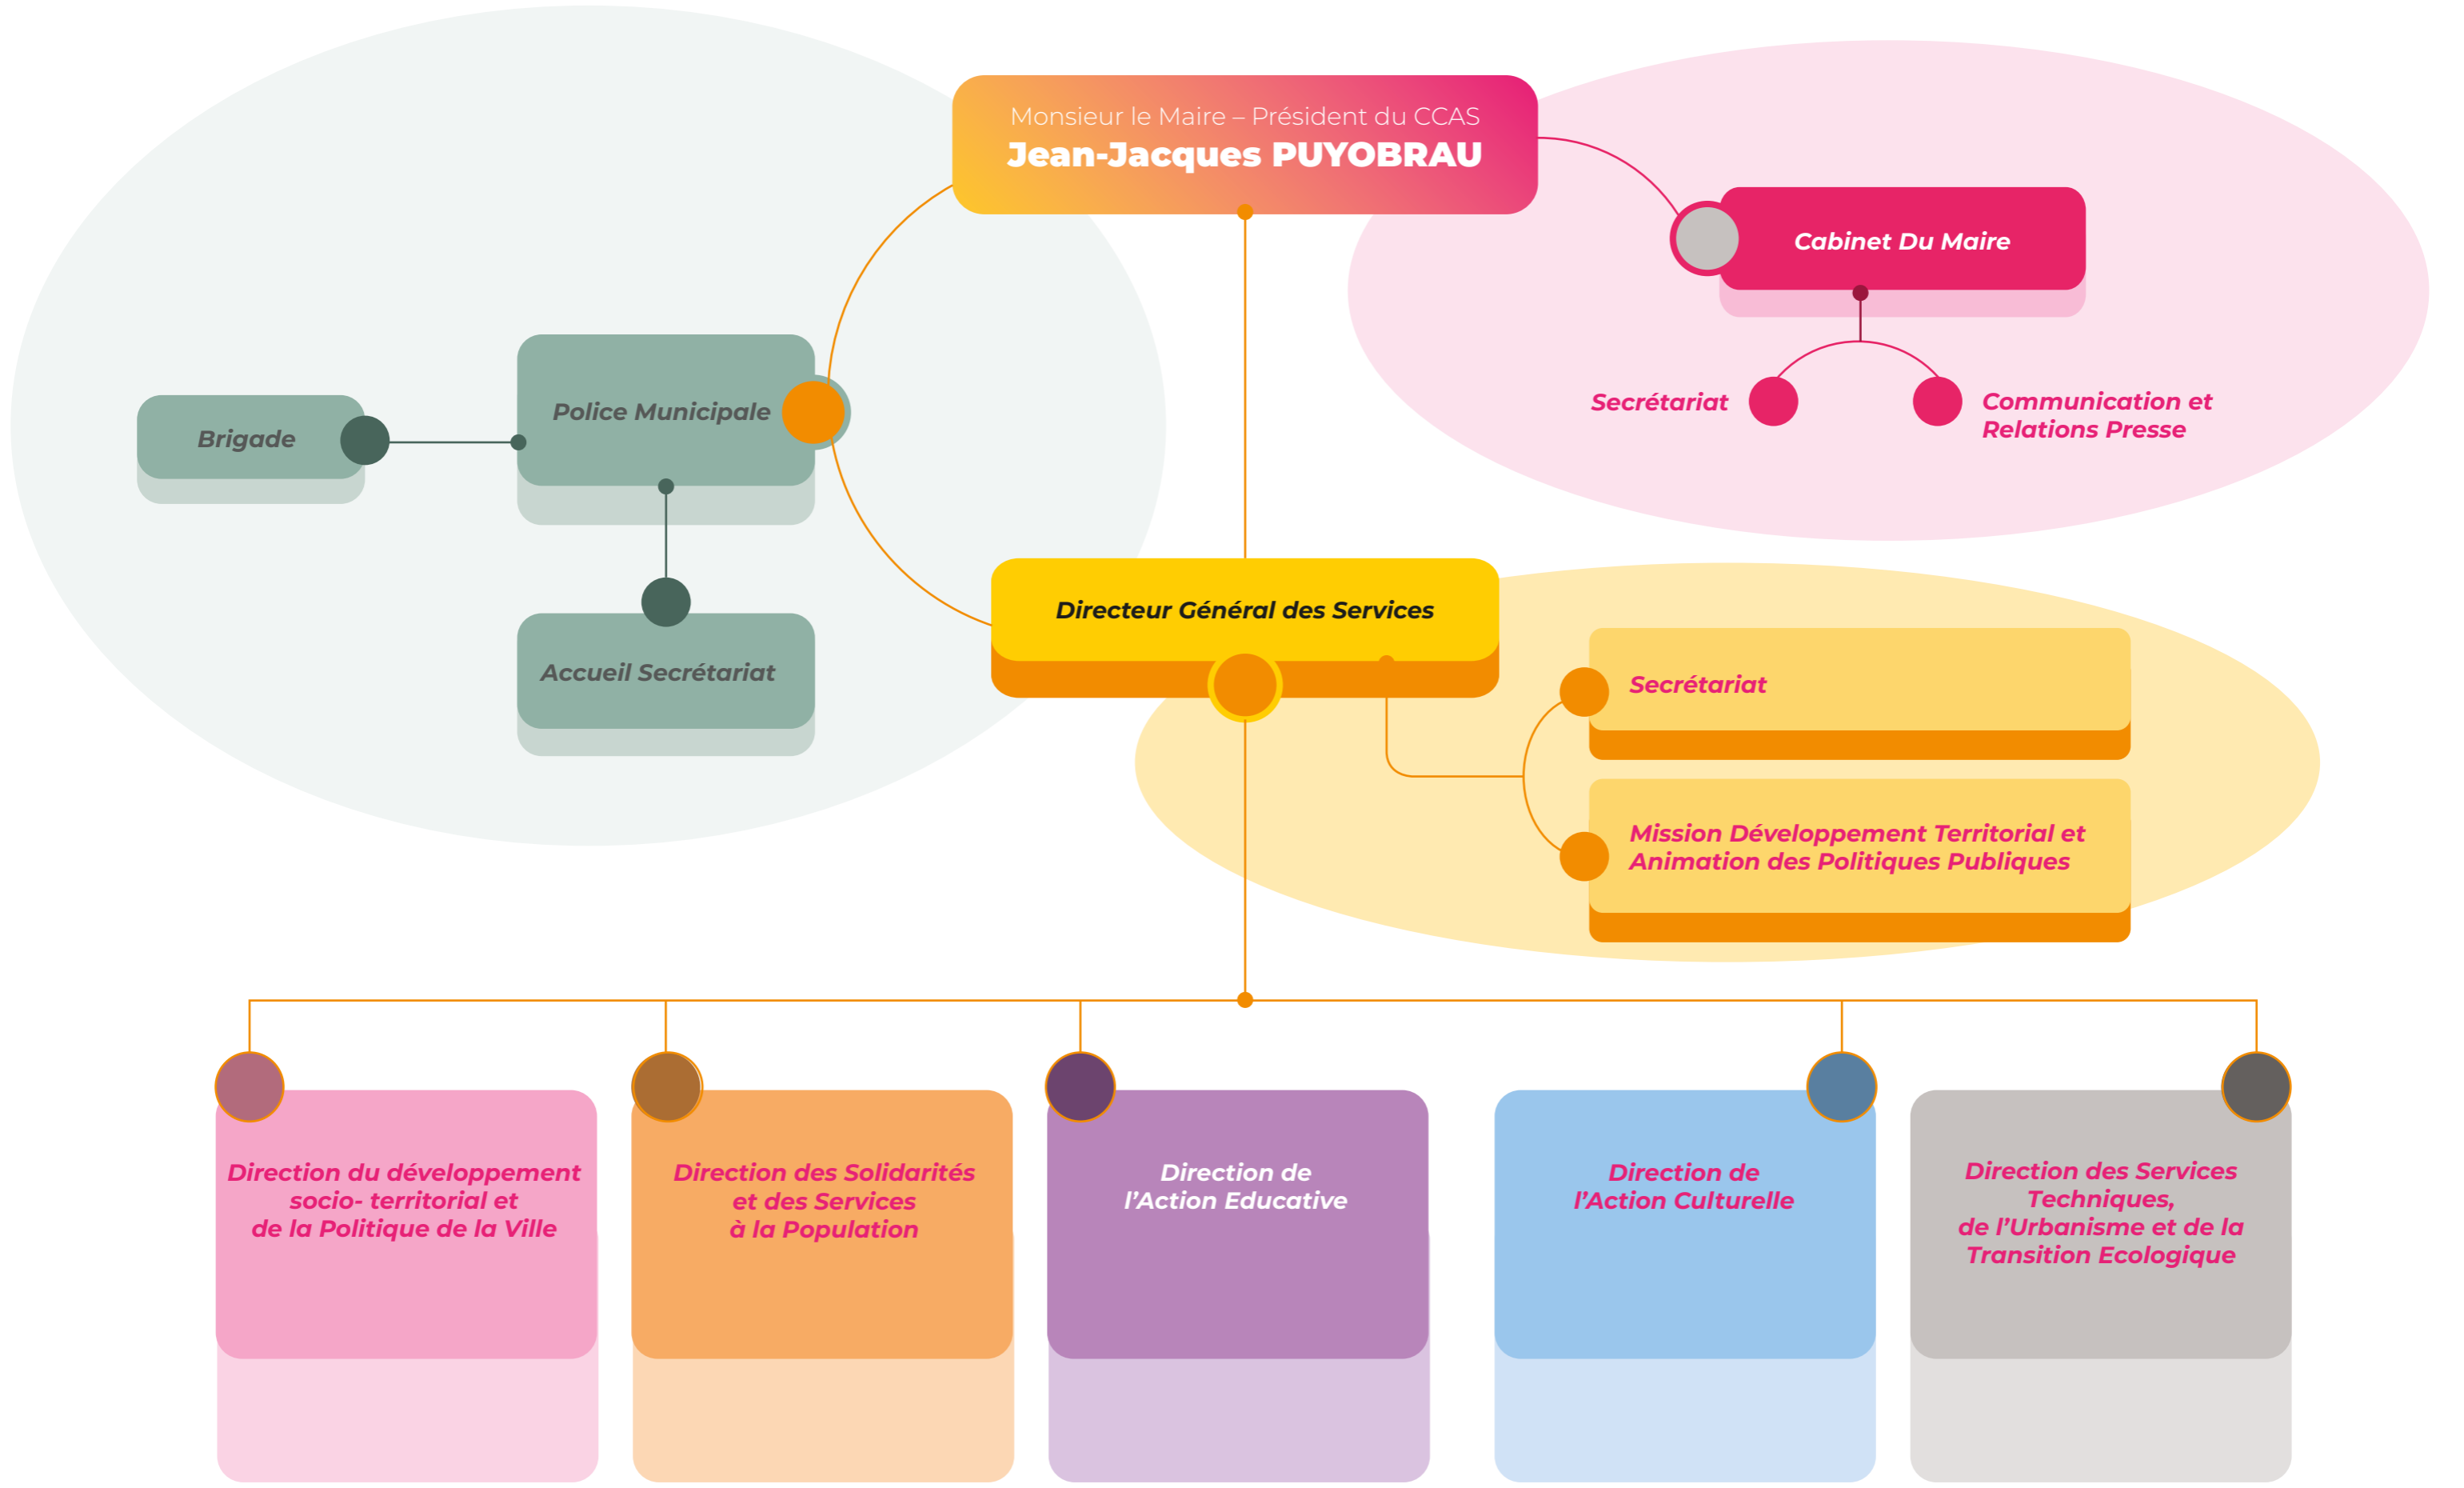 Monsieur le Maire – Président du CCAS
Jean-Jacques PUYOBRAU
Cabinet Du Maire
Secrétariat
Communication et
Relations Presse
Police Municipale
Brigade
Accueil Secrétariat
Directeur Général des Services
Secrétariat
Mission Développement Territorial et
Animation des Politiques Publiques
Direction du développement
socio- territorial et
de la Politique de la Ville
Direction des Solidarités
et des Services
à la Population
Direction de
l’Action Educative
Direction de
l’Action Culturelle
Direction des Services
Techniques,
de l’Urbanisme et de la
Transition Ecologique